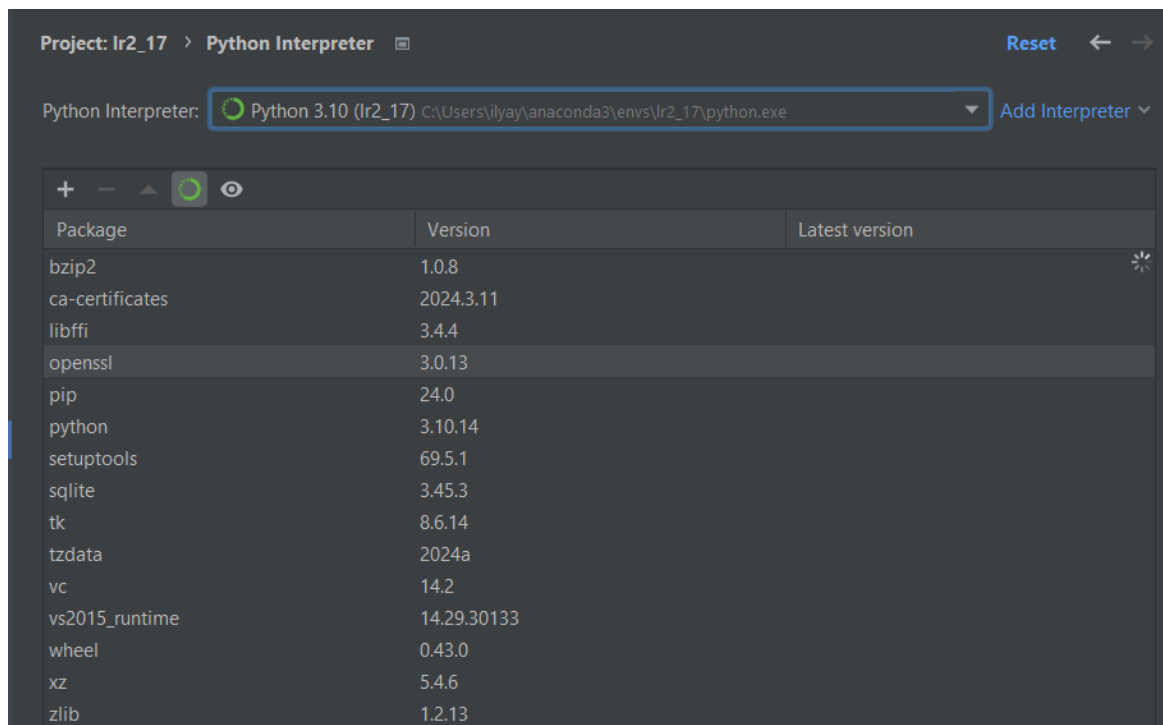 Project: lr2_17 > Python Interpreter Reset
Python Interpreter: Python 3.10 (lr2_17) C:\Users\ilyay\anaconda3\envs\lr2_17\python.exe Add Interpreter
Package Version Latest version
bzip2 1.0.8
ca-certificates 2024.3.11
libffi 3.4.4
openssl 3.0.13
pip 24.0
python 3.10.14
setuptools 69.5.1
sqlite 3.45.3
tk 8.6.14
tzdata 2024a
vc 14.2
vs2015_runtime 14.29.30133
wheel 0.43.0
xz 5.4.6
zlib 1.2.13